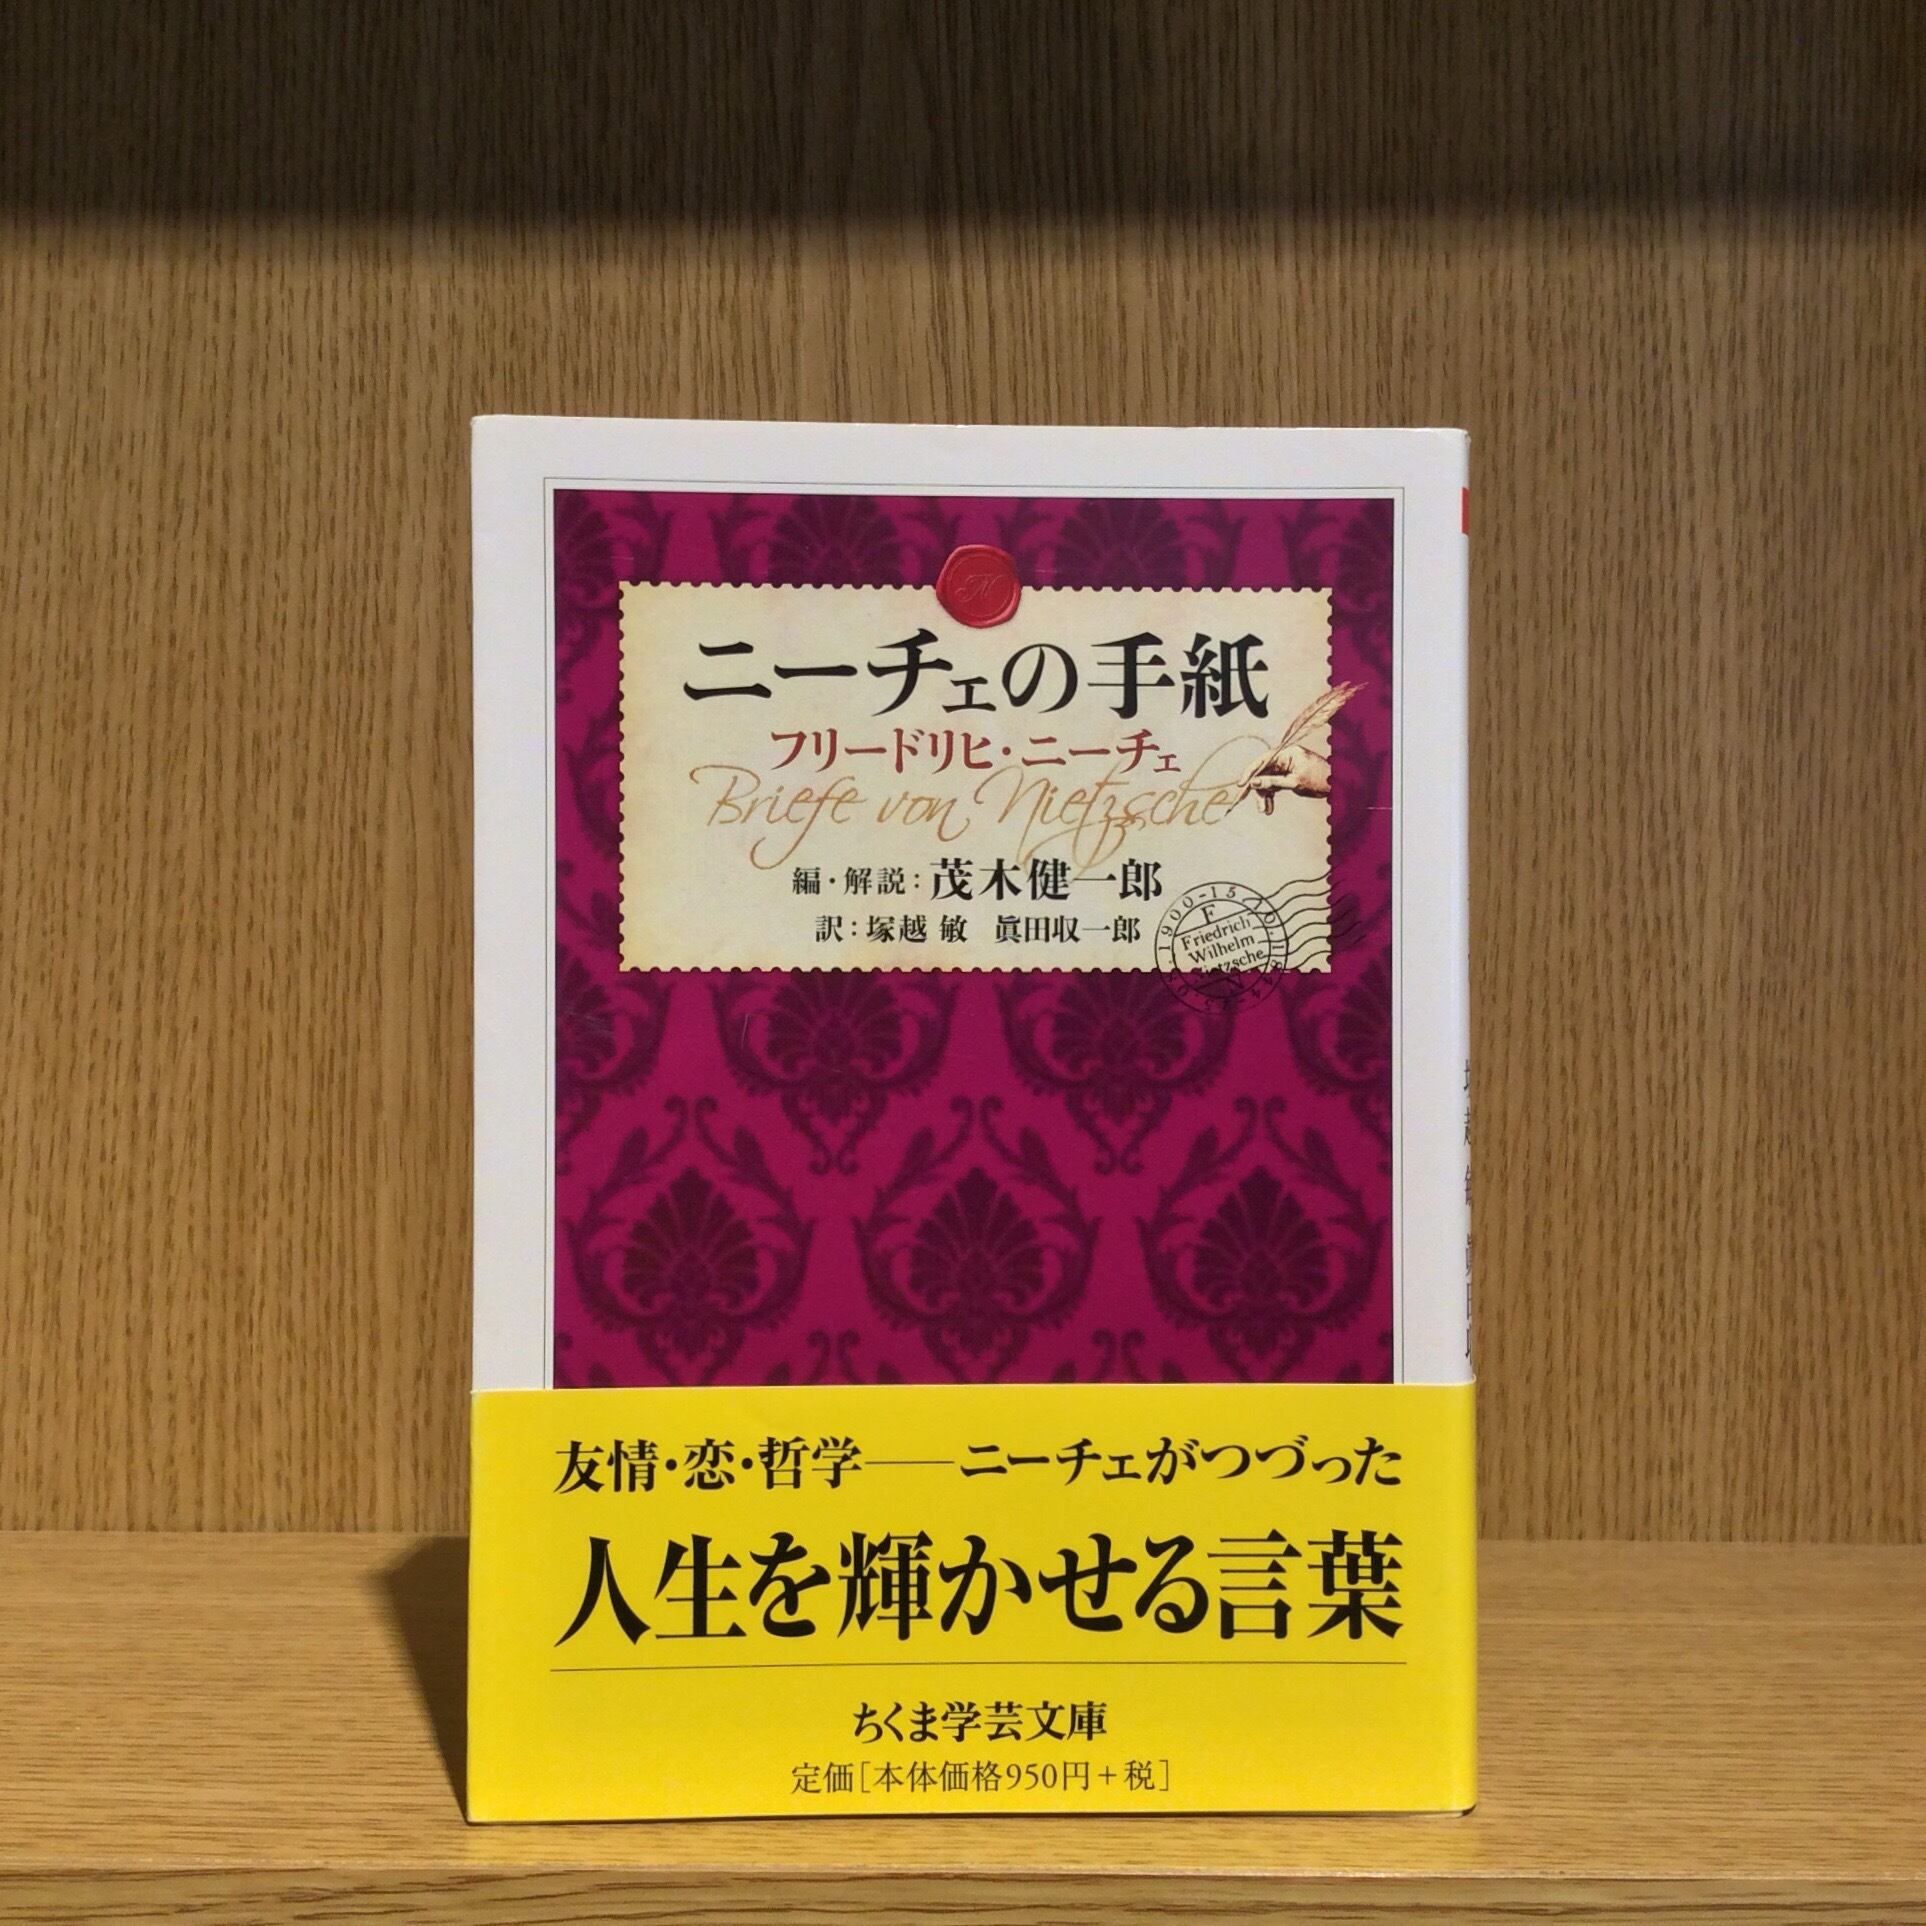 ニーチェの手紙
フリードリヒ・ニーチェ
Briefe von Nietzsche
編・解説：茂木健一郎
訳：塚越 敏 眞田収一郎
F
Friedrich
Wilhelm
Nietzsche
N
友情・恋・哲学——ニーチェがつづった
人生を輝かせる言葉
ちくま学芸文庫
定価［本体価格950円＋税］